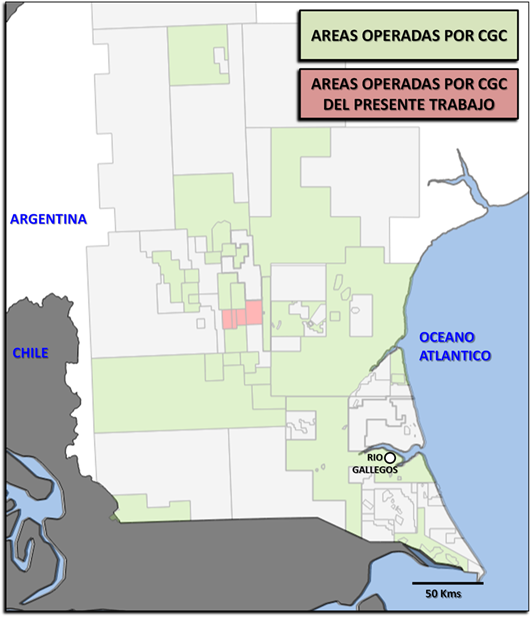 AREAS OPERADAS POR CGC
AREAS OPERADAS POR CGC
DEL PRESENTE TRABAJO
ARGENTINA
CHILE
OCEANO
ATLANTICO
RIO
GALLEGOS
50 Kms